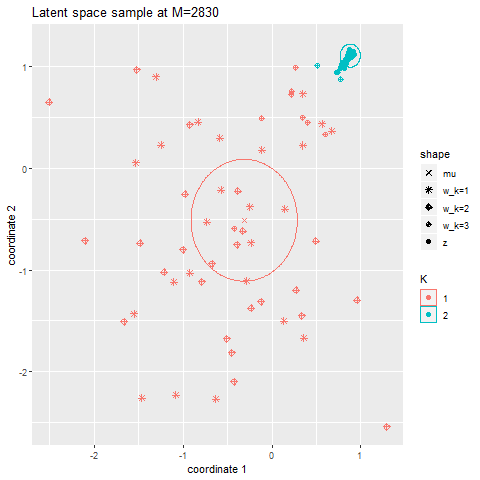 Latent space sample at M=2830
1
0
-1
-2
coordinate 2
-2
-1
0
1
coordinate 1
shape
mu
w_k=1
w_k=2
w_k=3
z
K
1
2